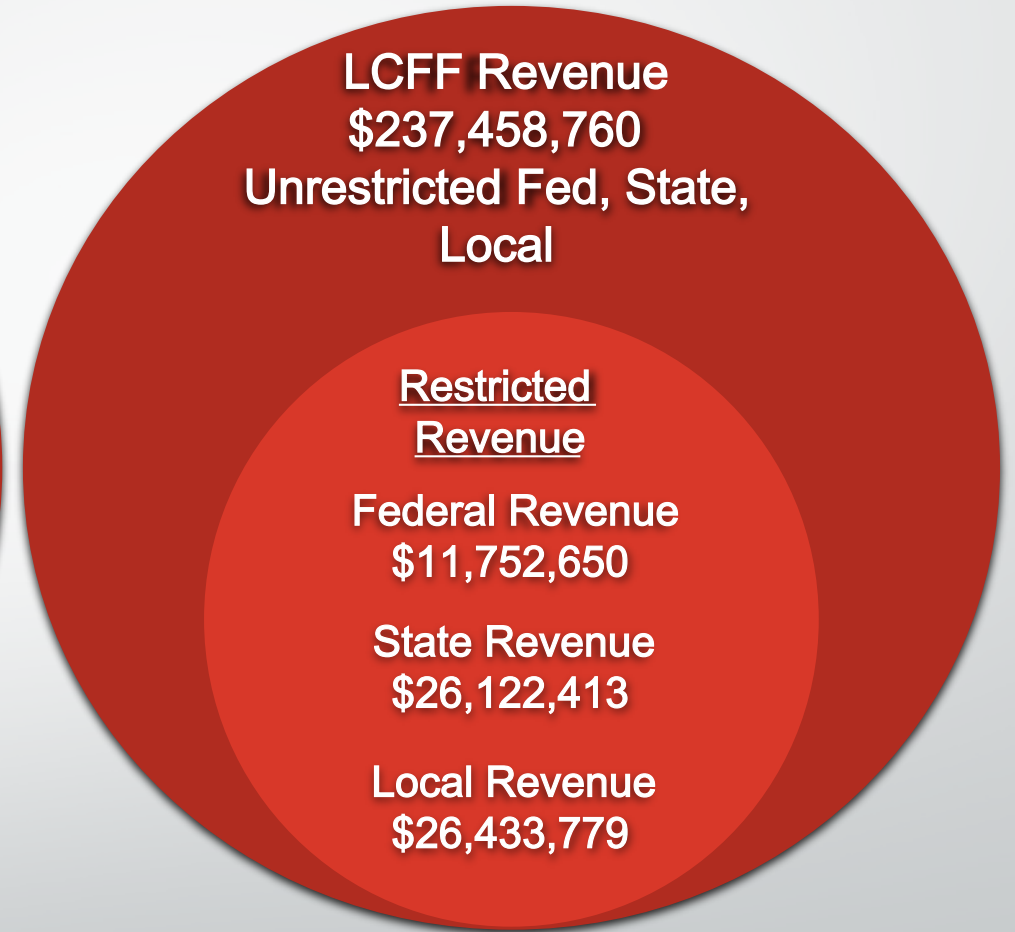 LCFF Revenue
$237,458,760
Unrestricted Fed, State,
Local
Restricted
Revenue
Federal Revenue
$11,752,650
State Revenue
$26,122,413
Local Revenue
$26,433,779